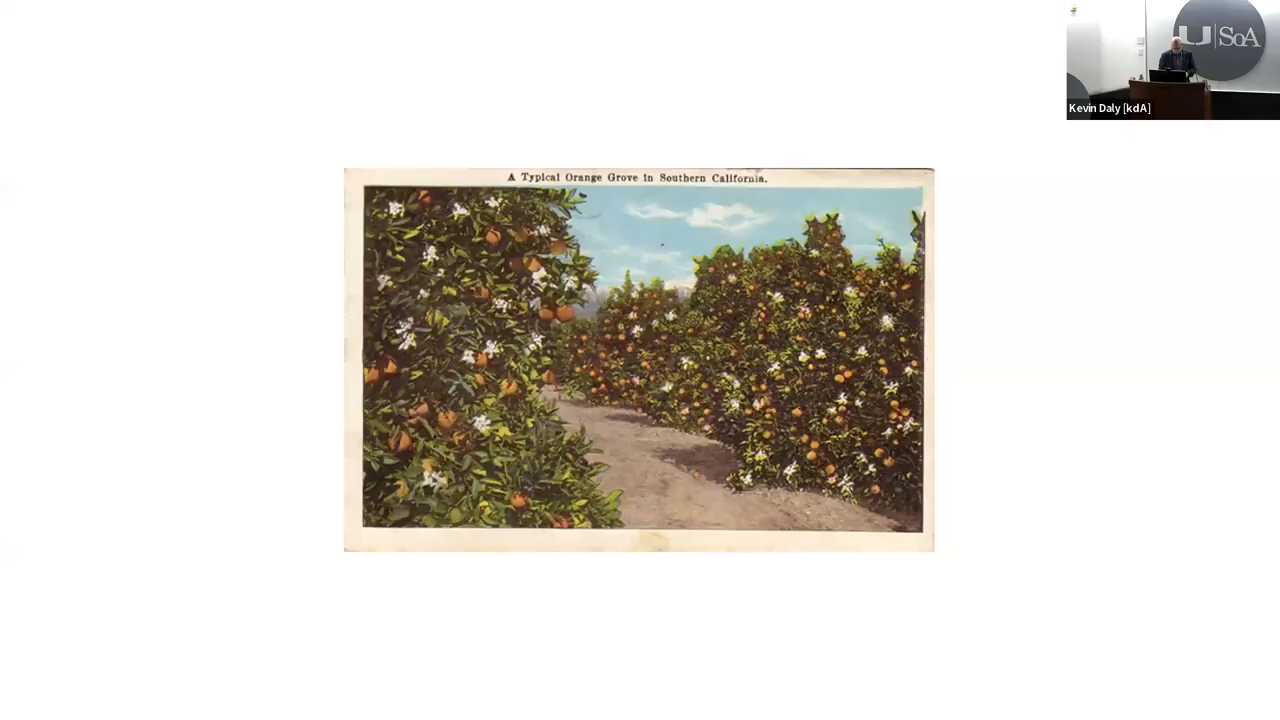 A Typical Orange Grove in Southern California.
U|SoA
Kevin Daly [kdA]